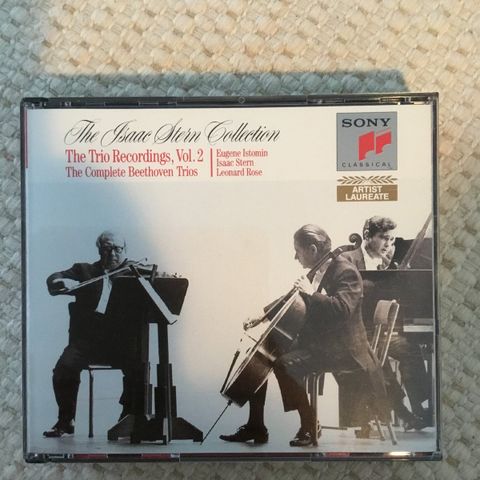 The Isaac Stern Collection
The Trio Recordings, Vol. 2
The Complete Beethoven Trios
Eugene Istomin
Isaac Stern
Leonard Rose
SONY
CLASSICAL
ARTIST
LAUREATE